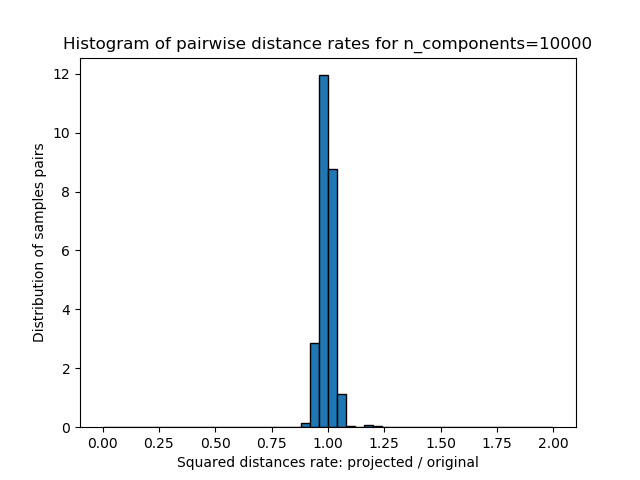 Histogram of pairwise distance rates for n_components=10000
Distribution of samples pairs
12
10
8
6
4
2
0
0.00 0.25 0.50 0.75 1.00 1.25 1.50 1.75 2.00
Squared distances rate: projected / original